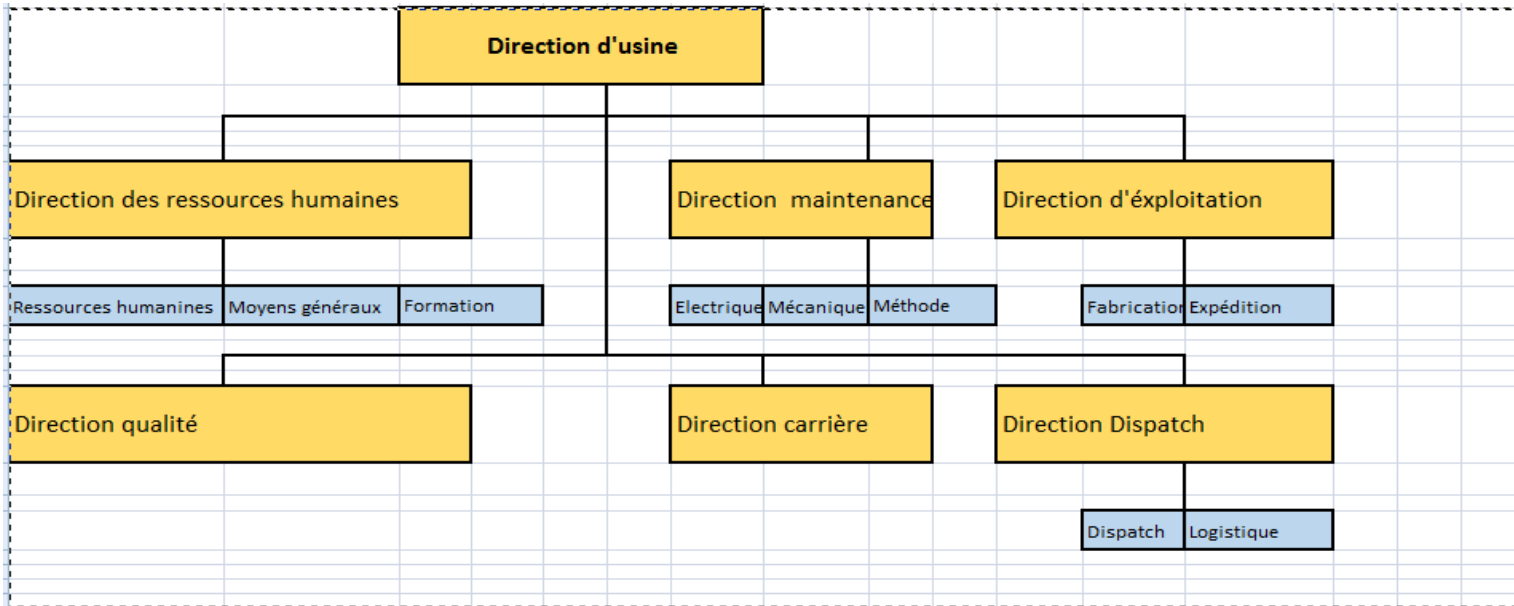 Direction d'usine
Direction des ressources humaines
Direction maintenance
Direction d'éxploitation
Ressources humanines
Moyens généraux
Formation
Electrique
Mécanique
Méthode
Fabrication
Expédition
Direction qualité
Direction carrière
Direction Dispatch
Dispatch
Logistique